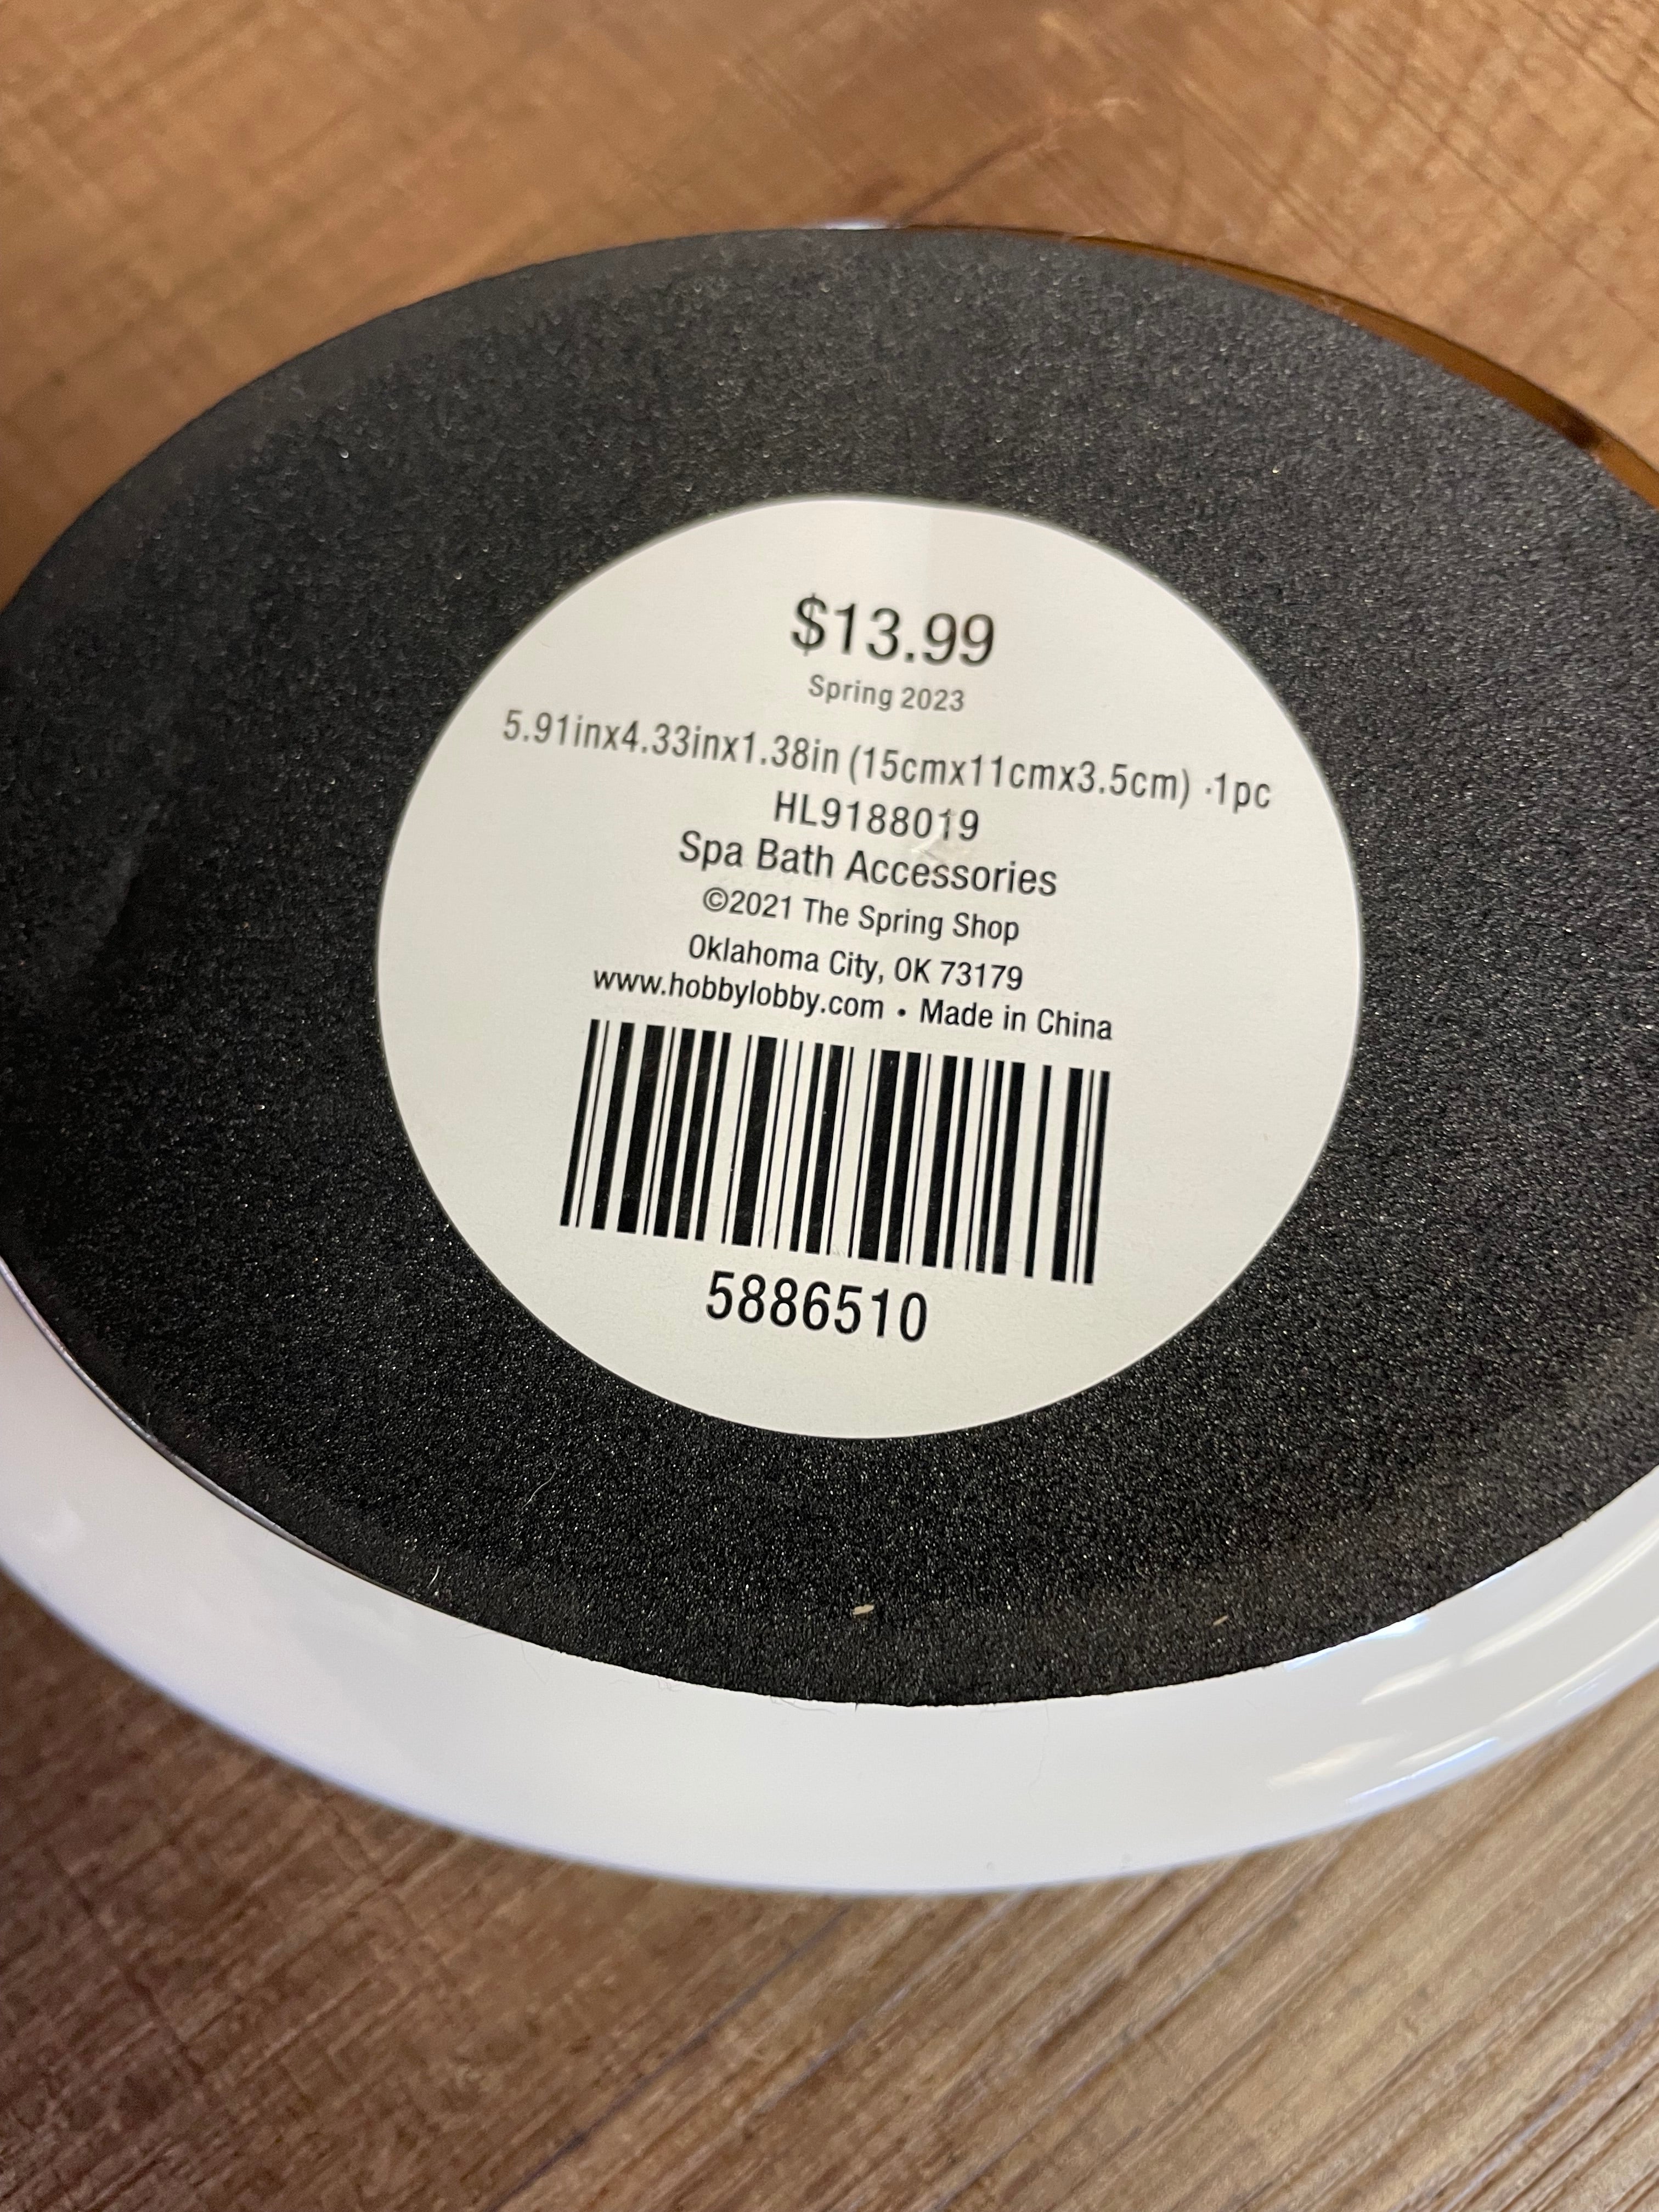 $13.99
Spring 2023
5.91inx4.33inx1.38in (15cmx11cmx3.5cm) ·1pc
HL9188019
Spa Bath Accessories
©2021 The Spring Shop
Oklahoma City, OK 73179
www.hobbylobby.com • Made in China
5886510